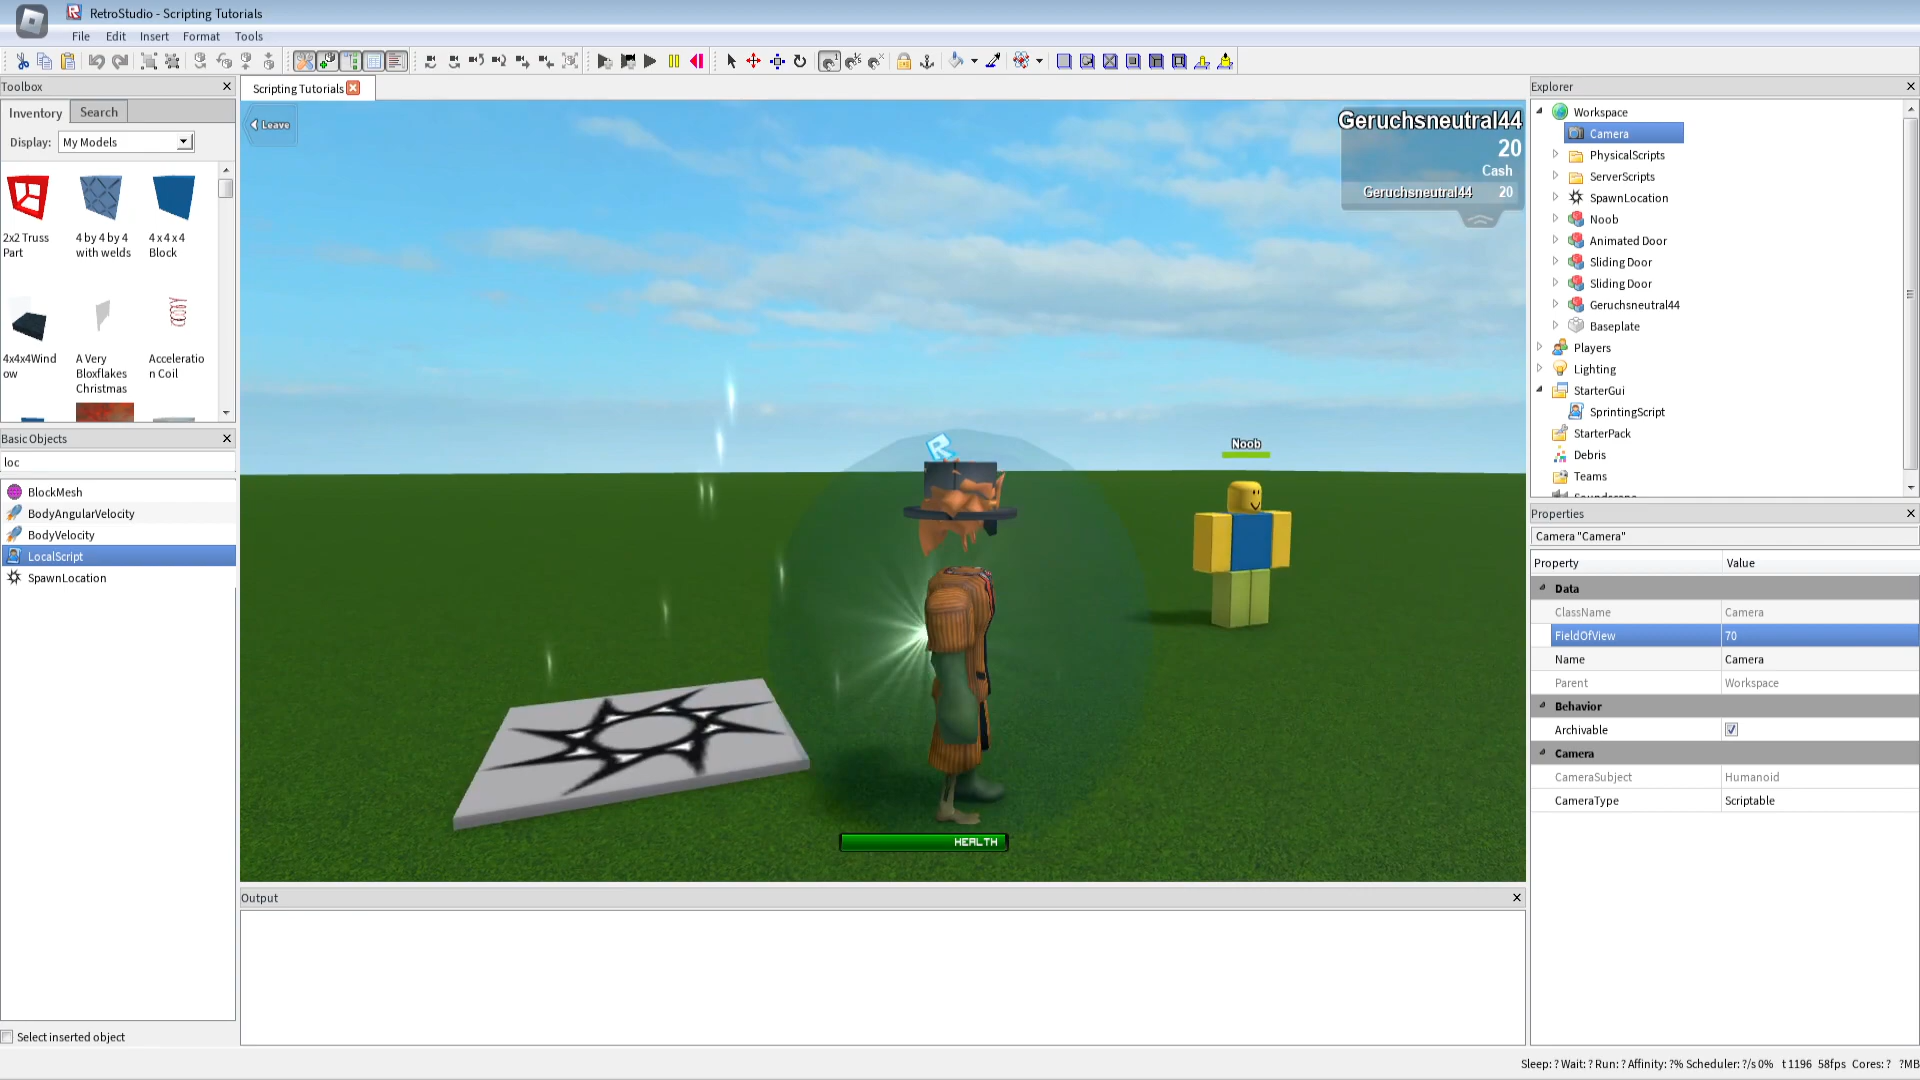 RetroStudio - Scripting Tutorials
File Edit Insert Format Tools
Toolbox
Inventory Search
Display: My Models
2x2 Truss Part
4 by 4 by 4 with welds
4 x 4 x 4 Block
4x4x4Window
A Very Bloxflakes Christmas
Acceleration Coil
Basic Objects
loc
BlockMesh
BodyAngularVelocity
BodyVelocity
LocalScript
SpawnLocation
Select inserted object
Scripting Tutorials
Leave
Geruchsneutral44
20
Cash
Geruchsneutral44 20
Noob
HEALTH
Output
Explorer
Workspace
Camera
PhysicalScripts
ServerScripts
SpawnLocation
Noob
Animated Door
Sliding Door
Sliding Door
Geruchsneutral44
Baseplate
Players
Lighting
StarterGui
SprintingScript
StarterPack
Debris
Teams
Properties
Camera "Camera"
Property Value
Data
ClassName Camera
FieldOfView 70
Name Camera
Parent Workspace
Behavior
Archivable
Camera
CameraSubject Humanoid
CameraType Scriptable
Sleep: ? Wait: ? Run: ? Affinity: ?% Scheduler: ?/s 0% t 1196 58fps Cores: ? ?MB